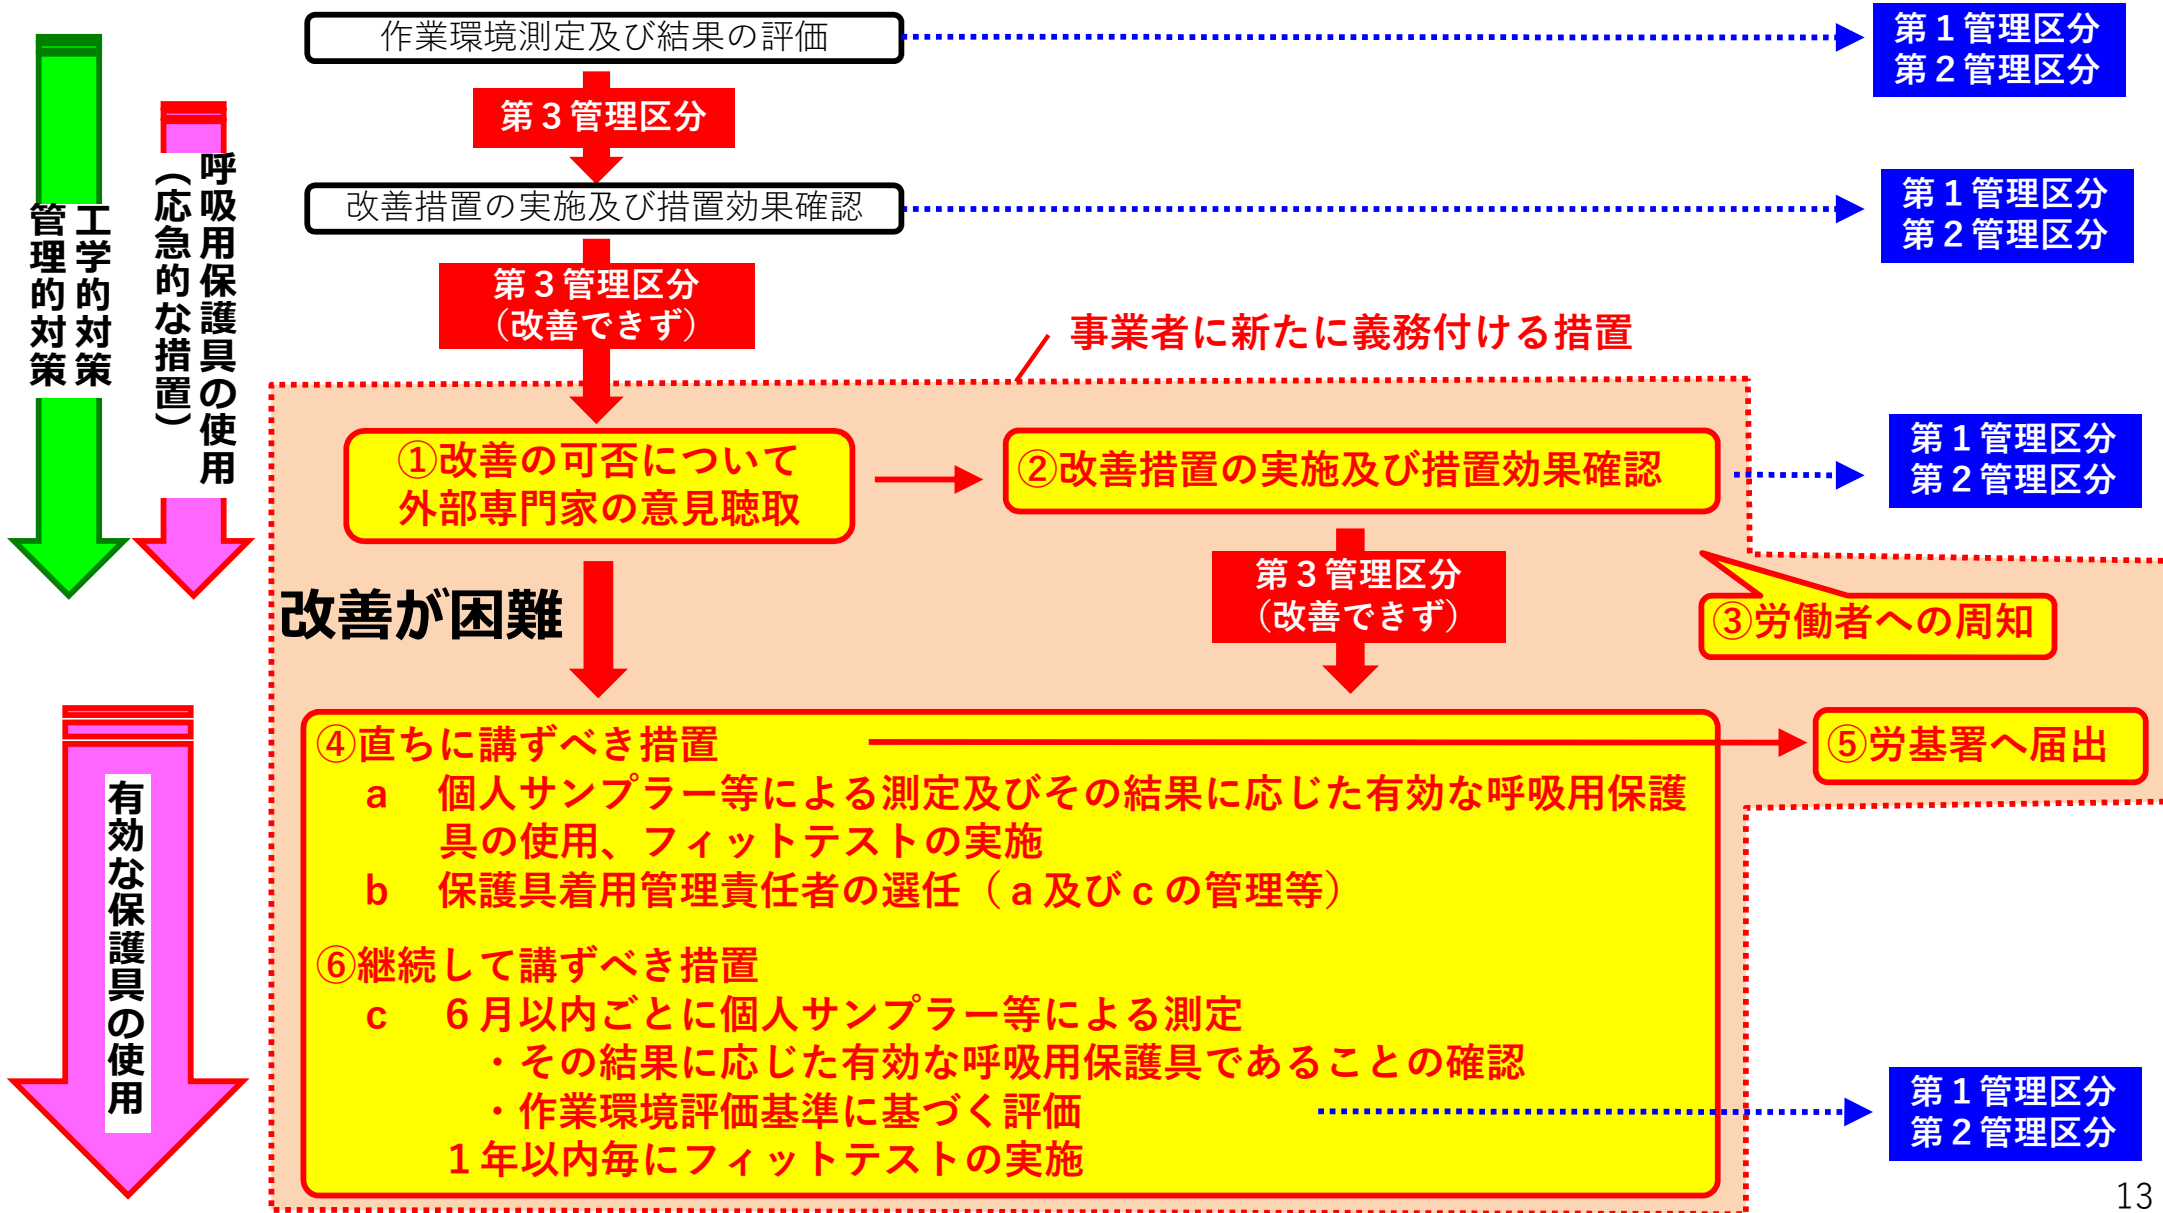 作業環境測定及び結果の評価
第１管理区分
第２管理区分
第３管理区分
改善措置の実施及び措置効果確認
第１管理区分
第２管理区分
第３管理区分
（改善できず）
工学的対策
管理的対策
呼吸用保護具の使用
（応急的な措置）
事業者に新たに義務付ける措置
①改善の可否について
外部専門家の意見聴取
②改善措置の実施及び措置効果確認
第１管理区分
第２管理区分
改善が困難
第３管理区分
（改善できず）
③労働者への周知
④直ちに講ずべき措置
a 個人サンプラー等による測定及びその結果に応じた有効な呼吸用保護
具の使用、フィットテストの実施
b 保護具着用管理責任者の選任（a及びcの管理等）
⑤労基署へ届出
⑥継続して講ずべき措置
c ６月以内ごとに個人サンプラー等による測定
・その結果に応じた有効な呼吸用保護具であることの確認
・作業環境評価基準に基づく評価
１年以内毎にフィットテストの実施
第１管理区分
第２管理区分
有効な保護具の使用
13